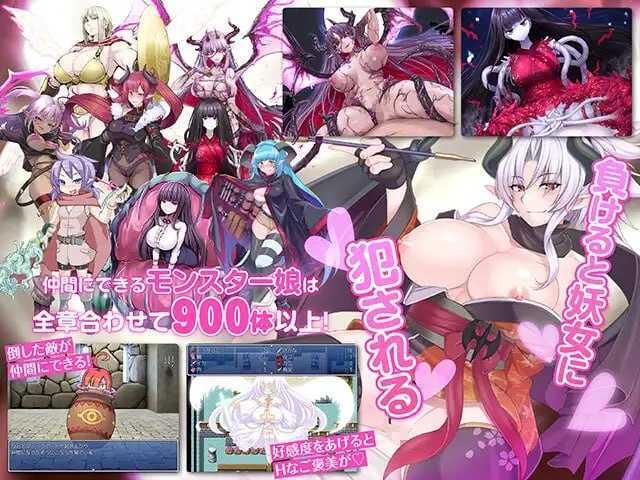 負けると妖女に
犯される
仲間にできるモンスター娘は
全章合わせて900体以上!
倒した敵が
仲間にできる!
好感度をあげると
Hなご褒美が♡